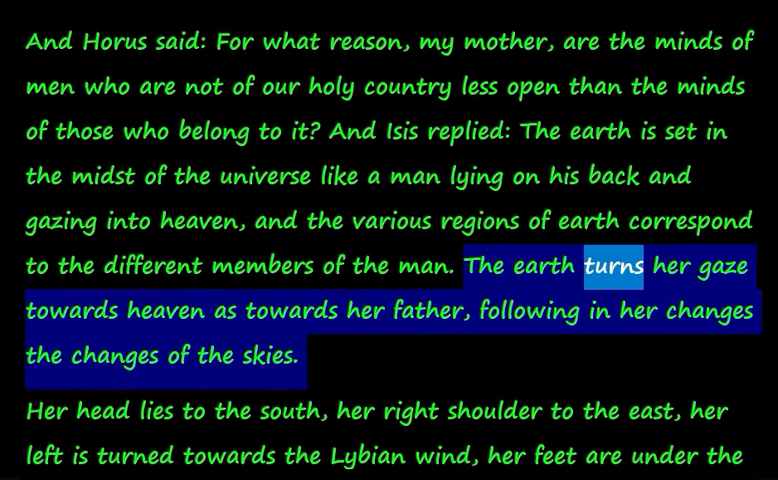 And Horus said: For what reason, my mother, are the minds of
men who are not of our holy country less open than the minds
of those who belong to it? And Isis replied: The earth is set in
the midst of the universe like a man lying on his back and
gazing into heaven, and the various regions of earth correspond
to the different members of the man. The earth turns her gaze
towards heaven as towards her father, following in her changes
the changes of the skies.
Her head lies to the south, her right shoulder to the east, her
left is turned towards the Lybian wind, her feet are under the